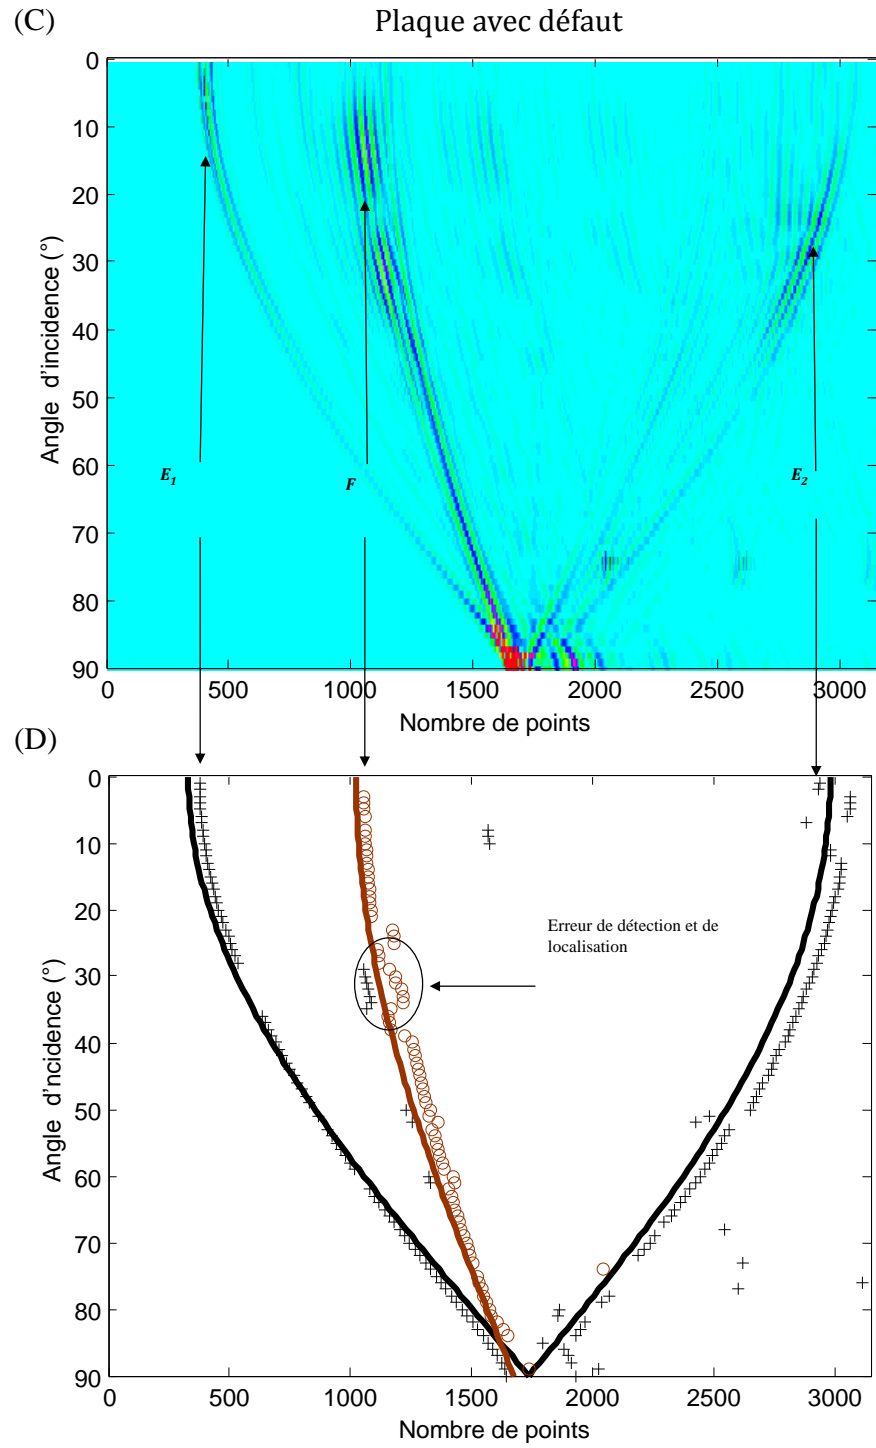 (C)
Plaque avec défaut
0
10
20
30
40
50
60
70
80
90
Angle d'incidence (°)
E1
F
E2
0
500
1000
1500
2000
2500
3000
Nombre de points
(D)
0
10
20
30
40
50
60
70
80
90
Angle d'ncidence (°)
Erreur de détection et de
localisation
0
500
1000
1500
2000
2500
3000
Nombre de points